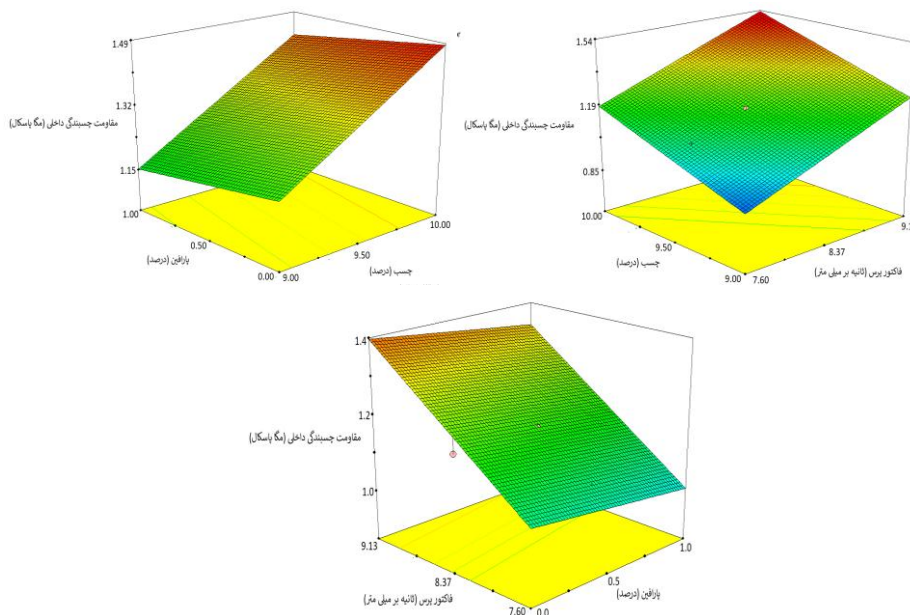 1.49
1.32
1.15
مقاومت چسبندگی داخلی (مگا پاسکال)
1.00
0.50
0.00
پارافین (درصد)
9.00
9.50
10.00
چسب (درصد)
1.54
1.19
0.85
مقاومت چسبندگی داخلی (مگا پاسکال)
10.00
9.50
9.00
چسب (درصد)
7.60
8.37
فاکتور پرس (ثانیه بر میلی متر)
1.4
1.2
1.0
مقاومت چسبندگی داخلی (مگا پاسکال)
9.13
8.37
7.60
فاکتور پرس (ثانیه بر میلی متر)
0.0
0.5
1.0
پارافین (درصد)